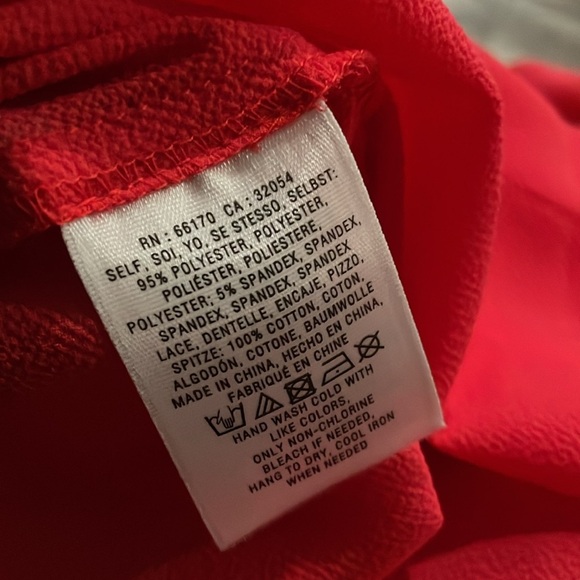 RN : 66170 CA : 32054
SELF, SOI, YO, SE STESSO, SELBST:
95% POLYESTER, POLYESTER,
POLIÉSTER, POLIESTERE,
POLYESTER; 5% SPANDEX, SPANDEX,
SPANDEX, SPANDEX, SPANDEX
LACE, DENTELLE, ENCAJE, PIZZO,
SPITZE: 100% COTTON, COTON,
ALGODÓN, COTONE, BAUMWOLLE
MADE IN CHINA, HECHO EN CHINA,
FABRIQUÉ EN CHINE
HAND WASH COLD WITH
LIKE COLORS,
ONLY NON-CHLORINE
BLEACH IF NEEDED,
HANG TO DRY, COOL IRON
WHEN NEEDED